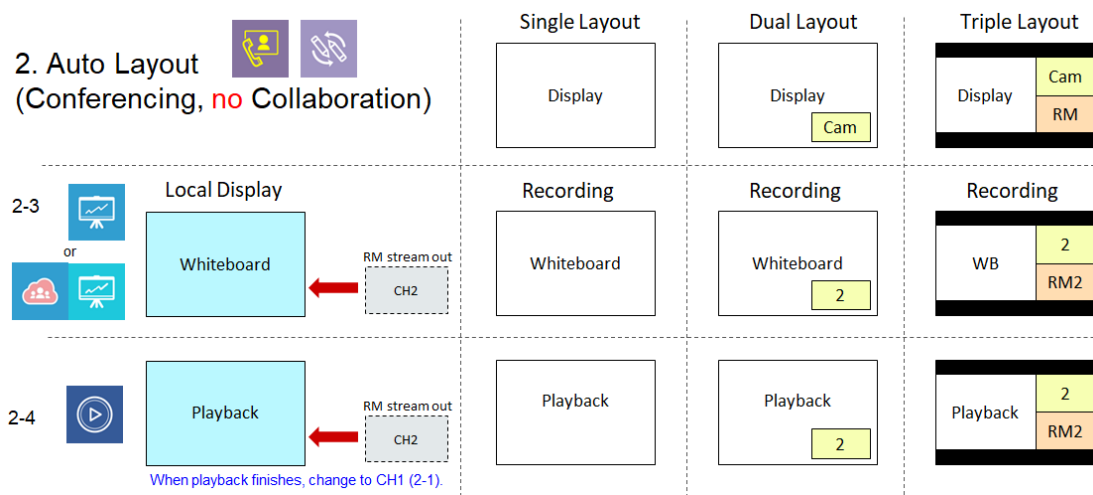 2. Auto Layout
(Conferencing, no Collaboration)
Single Layout
Dual Layout
Triple Layout
Display
Display
Cam
Display
Cam
RM
2-3
or
Local Display
Whiteboard
RM stream out
CH2
Recording
Whiteboard
Recording
Whiteboard
2
Recording
WB
2
RM2
2-4
Playback
RM stream out
CH2
When playback finishes, change to CH1 (2-1).
Playback
Playback
2
Playback
2
RM2